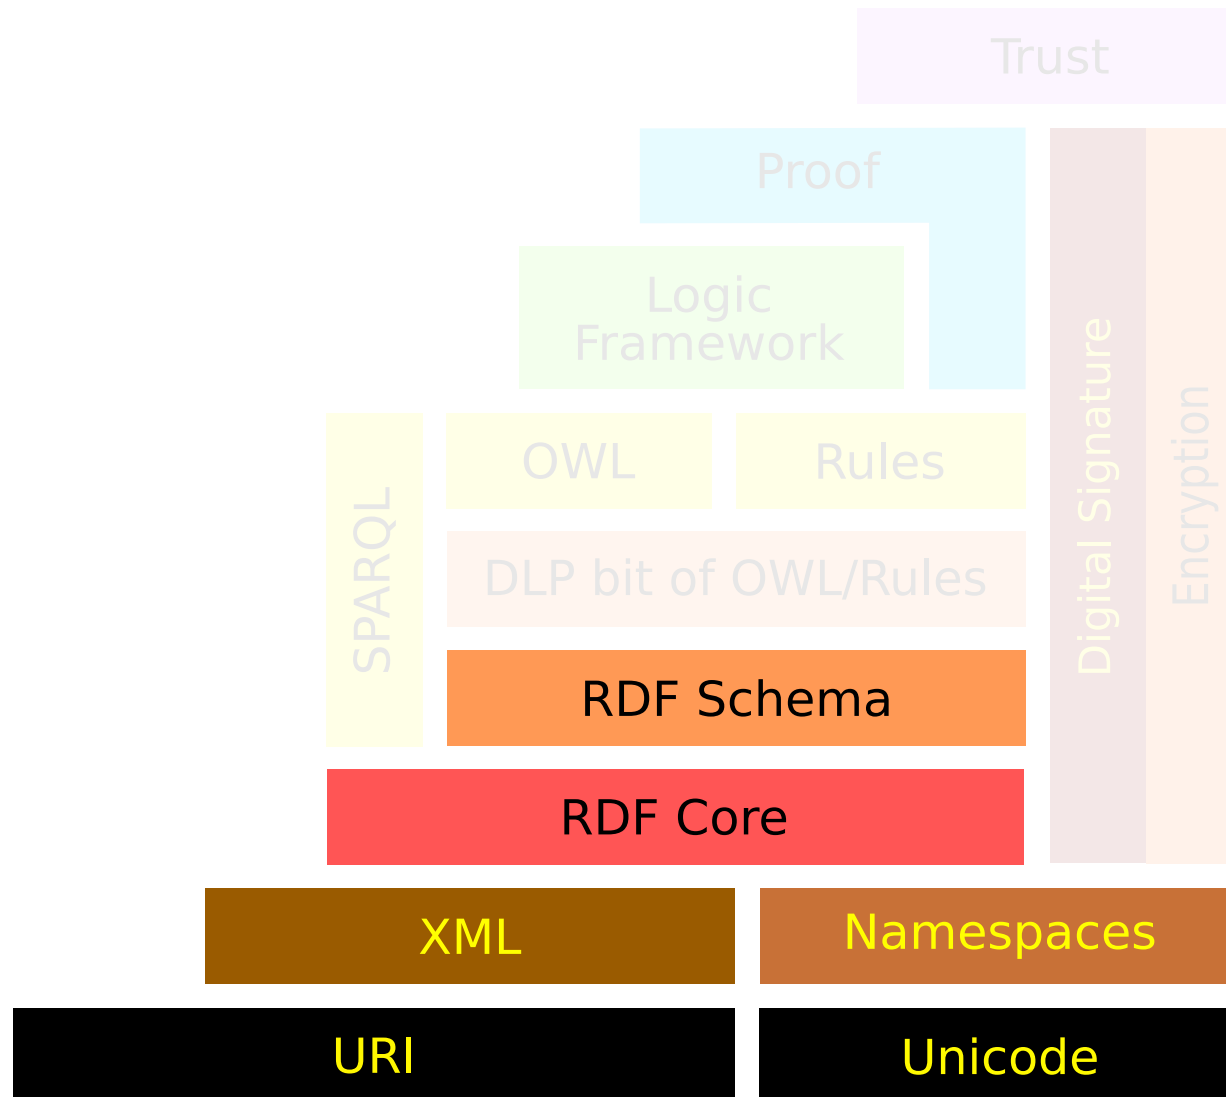 Trust
Proof
Logic
Framework
Digital Signature
Encryption
SPARQL
OWL
Rules
DLP bit of OWL/Rules
RDF Schema
RDF Core
XML
Namespaces
URI
Unicode